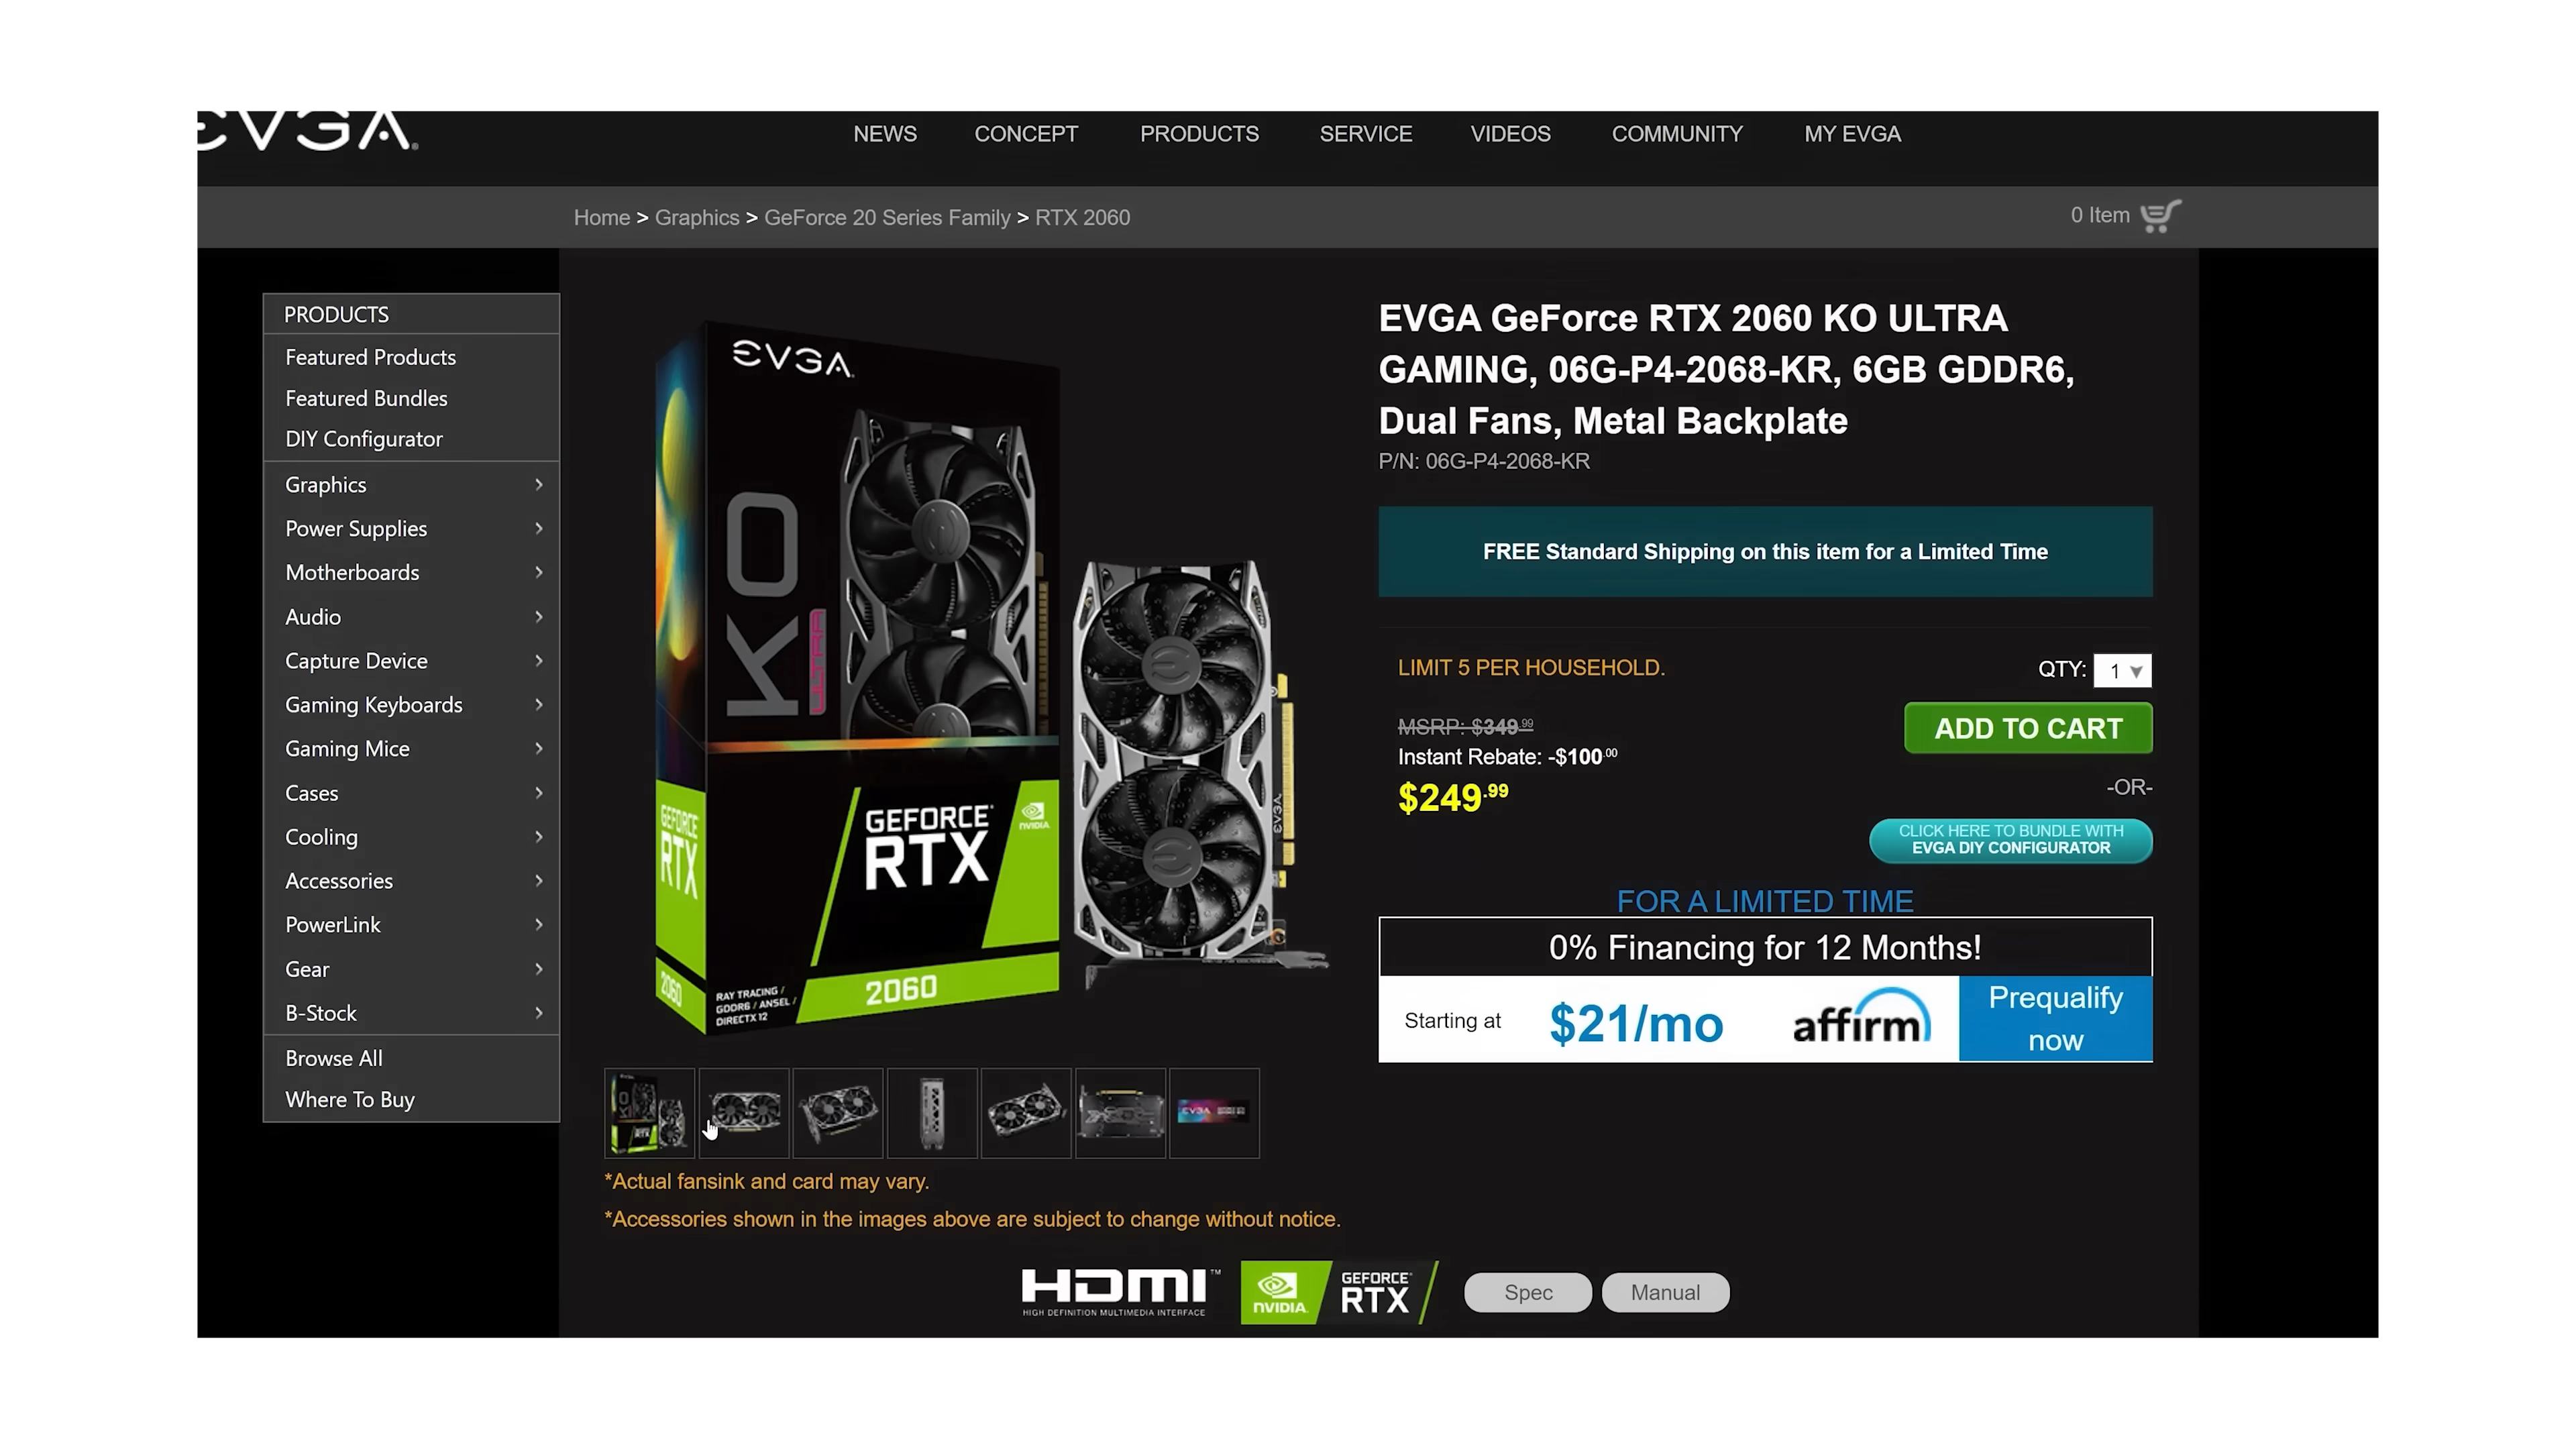 EVGA
NEWS CONCEPT PRODUCTS SERVICE VIDEOS COMMUNITY MY EVGA
Home > Graphics > GeForce 20 Series Family > RTX 2060
0 Item
PRODUCTS
Featured Products
Featured Bundles
DIY Configurator
Graphics
Power Supplies
Motherboards
Audio
Capture Device
Gaming Keyboards
Gaming Mice
Cases
Cooling
Accessories
PowerLink
Gear
B-Stock
Browse All
Where To Buy
EVGA
KO
ULTRA
GEFORCE
RTX
NVIDIA
2060
RAY TRACING /
GDDR6 / ANSEL /
DIRECTX 12
GEFORCE
RTX
2060
EVGA
EVGA GeForce RTX 2060 KO ULTRA
GAMING, 06G-P4-2068-KR, 6GB GDDR6,
Dual Fans, Metal Backplate
P/N: 06G-P4-2068-KR
FREE Standard Shipping on this item for a Limited Time
LIMIT 5 PER HOUSEHOLD.
QTY: 1
MSRP: $349.99
Instant Rebate: -$100.00
$249.99
ADD TO CART
-OR-
CLICK HERE TO BUNDLE WITH
EVGA DIY CONFIGURATOR
FOR A LIMITED TIME
0% Financing for 12 Months!
Starting at $21/mo affirm
Prequalify
now
*Actual fansink and card may vary.
*Accessories shown in the images above are subject to change without notice.
HDMI™
HIGH DEFINITION MULTIMEDIA INTERFACE
NVIDIA.
GEFORCE
RTX
Spec
Manual